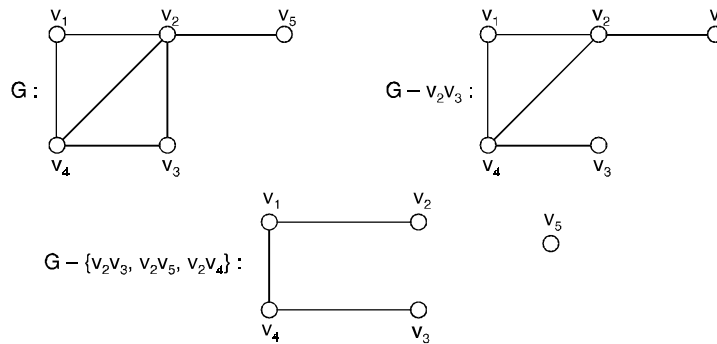 v₁ v₂ v₅
G :
v₄ v₃
v₁ v₂ v
G – v₂v₃ :
v₄ v₃
v₁ v₂
v₅
G – {v₂v₃, v₂v₅, v₂v₄} :
v₄ v₃